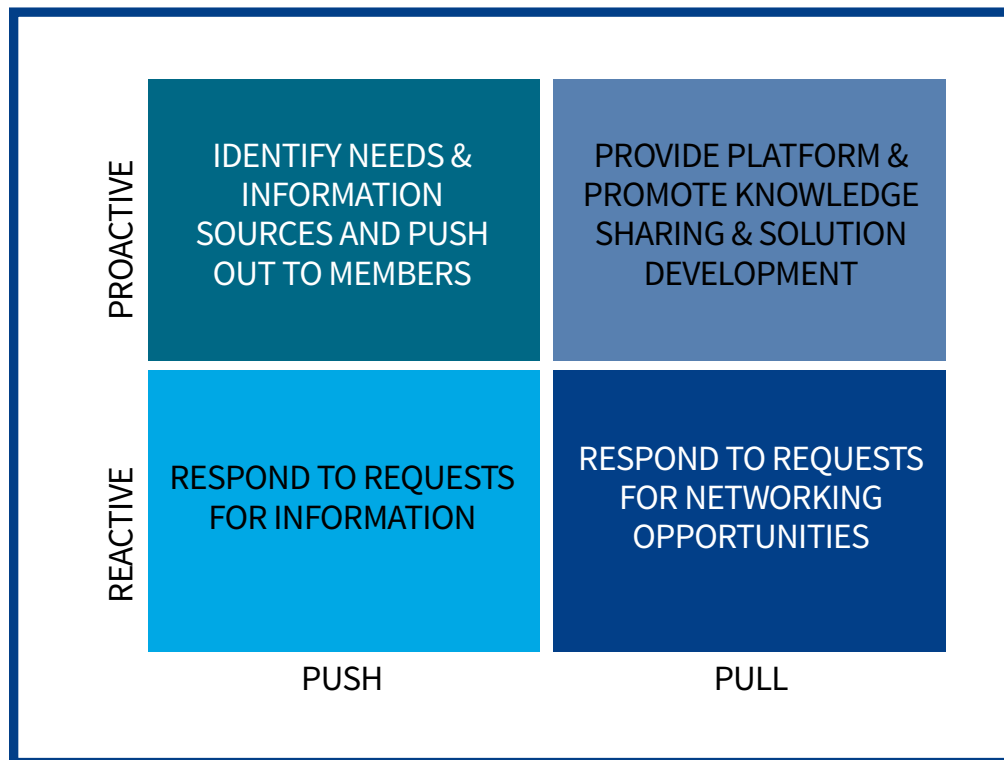 PROACTIVE
IDENTIFY NEEDS &
INFORMATION
SOURCES AND PUSH
OUT TO MEMBERS
PROVIDE PLATFORM &
PROMOTE KNOWLEDGE
SHARING & SOLUTION
DEVELOPMENT
REACTIVE
RESPOND TO REQUESTS
FOR INFORMATION
RESPOND TO REQUESTS
FOR NETWORKING
OPPORTUNITIES
PUSH
PULL